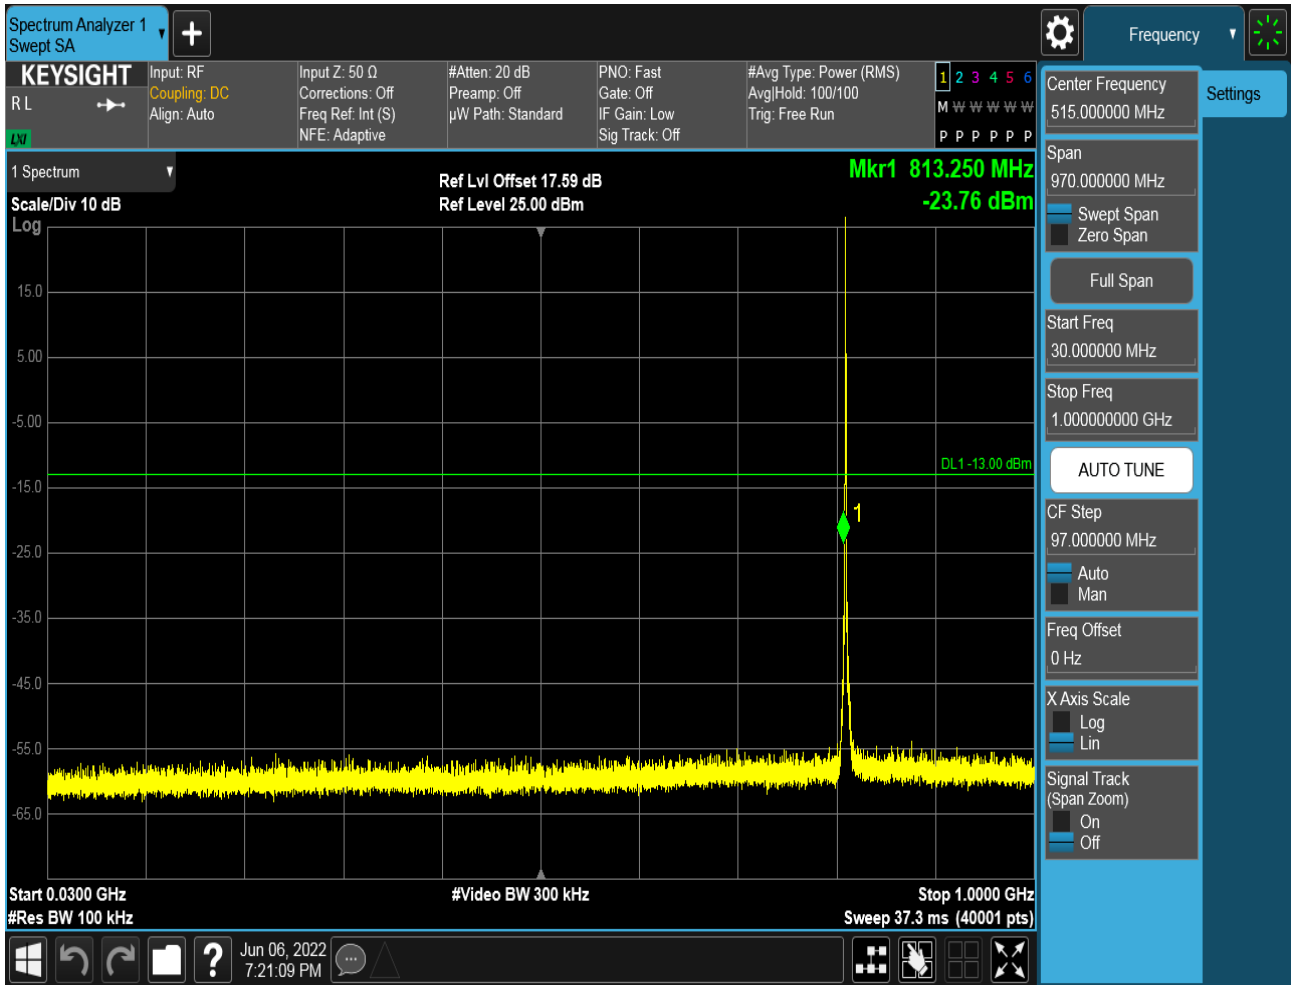 Spectrum Analyzer 1
Swept SA
Frequency
KEYSIGHT
R L
LXI
Input: RF
Coupling: DC
Align: Auto
Input Z: 50 Ω
Corrections: Off
Freq Ref: Int (S)
NFE: Adaptive
#Atten: 20 dB
Preamp: Off
µW Path: Standard
PNO: Fast
Gate: Off
IF Gain: Low
Sig Track: Off
#Avg Type: Power (RMS)
Avg|Hold: 100/100
Trig: Free Run
1 2 3 4 5 6
M W W W W W
P P P P P P
1 Spectrum
Scale/Div 10 dB
Log
Ref Lvl Offset 17.59 dB
Ref Level 25.00 dBm
Mkr1 813.250 MHz
-23.76 dBm
15.0
5.00
-5.00
-15.0
-25.0
-35.0
-45.0
-55.0
-65.0
DL1 -13.00 dBm
1
Start 0.0300 GHz
#Res BW 100 kHz
#Video BW 300 kHz
Stop 1.0000 GHz
Sweep 37.3 ms (40001 pts)
Center Frequency
515.000000 MHz
Settings
Span
970.000000 MHz
Swept Span
Zero Span
Full Span
Start Freq
30.000000 MHz
Stop Freq
1.000000000 GHz
AUTO TUNE
CF Step
97.000000 MHz
Auto
Man
Freq Offset
0 Hz
X Axis Scale
Log
Lin
Signal Track
(Span Zoom)
On
Off
?
Jun 06, 2022
7:21:09 PM